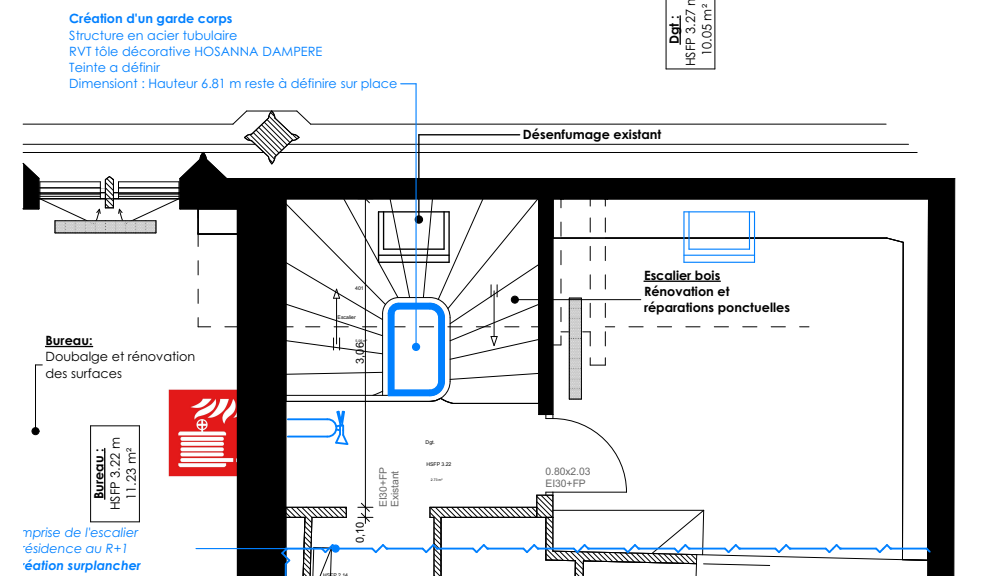 Création d'un garde corps
Structure en acier tubulaire
RVT tôle décorative HOSANNA DAMPERE
Teinte a définir
Dimensiont : Hauteur 6.81 m reste à définire sur place
Dgt :
HSFP 3.27 m
10.05 m²
Désenfumage existant
Escalier bois
Rénovation et
réparations ponctuelles
401
Escalier
3,06
Bureau:
Doubalge et rénovation
des surfaces
Bureau :
HSFP 3.22 m
11.23 m²
Dgt.
HSFP 3.22
EI30+FP
Existant
0.80x2.03
EI30+FP
0,10
mprise de l'escalier
résidence au R+1
réation surplancher
HSFP 2.14